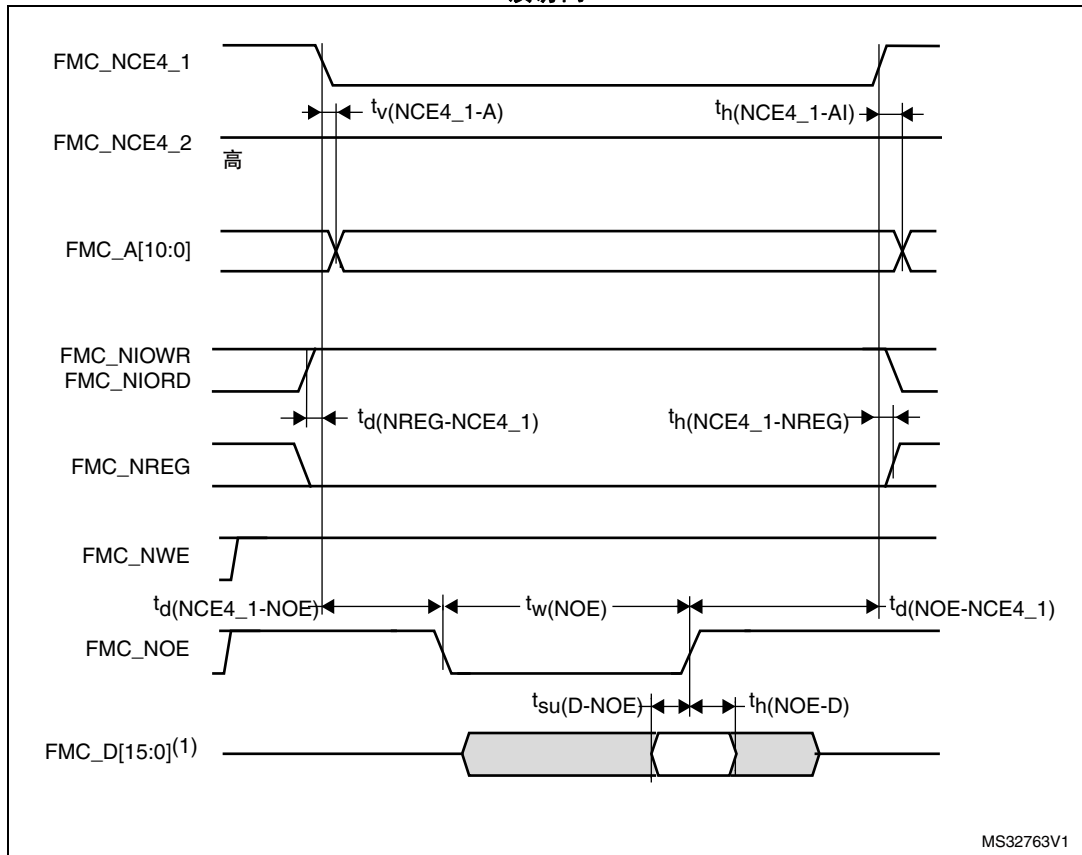 FMC_NCE4_1
tv(NCE4_1-A)
th(NCE4_1-AI)
FMC_NCE4_2
高
FMC_A[10:0]
FMC_NIOWR
FMC_NIORD
td(NREG-NCE4_1)
th(NCE4_1-NREG)
FMC_NREG
FMC_NWE
td(NCE4_1-NOE)
tw(NOE)
td(NOE-NCE4_1)
FMC_NOE
tsu(D-NOE)
th(NOE-D)
FMC_D[15:0](1)
MS32763V1